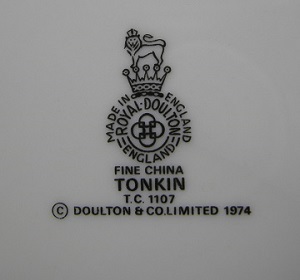 MADE IN ENGLAND
ROYAL·DOULTON
ENGLAND
FINE CHINA
TONKIN
T.C. 1107
© DOULTON & CO.LIMITED 1974